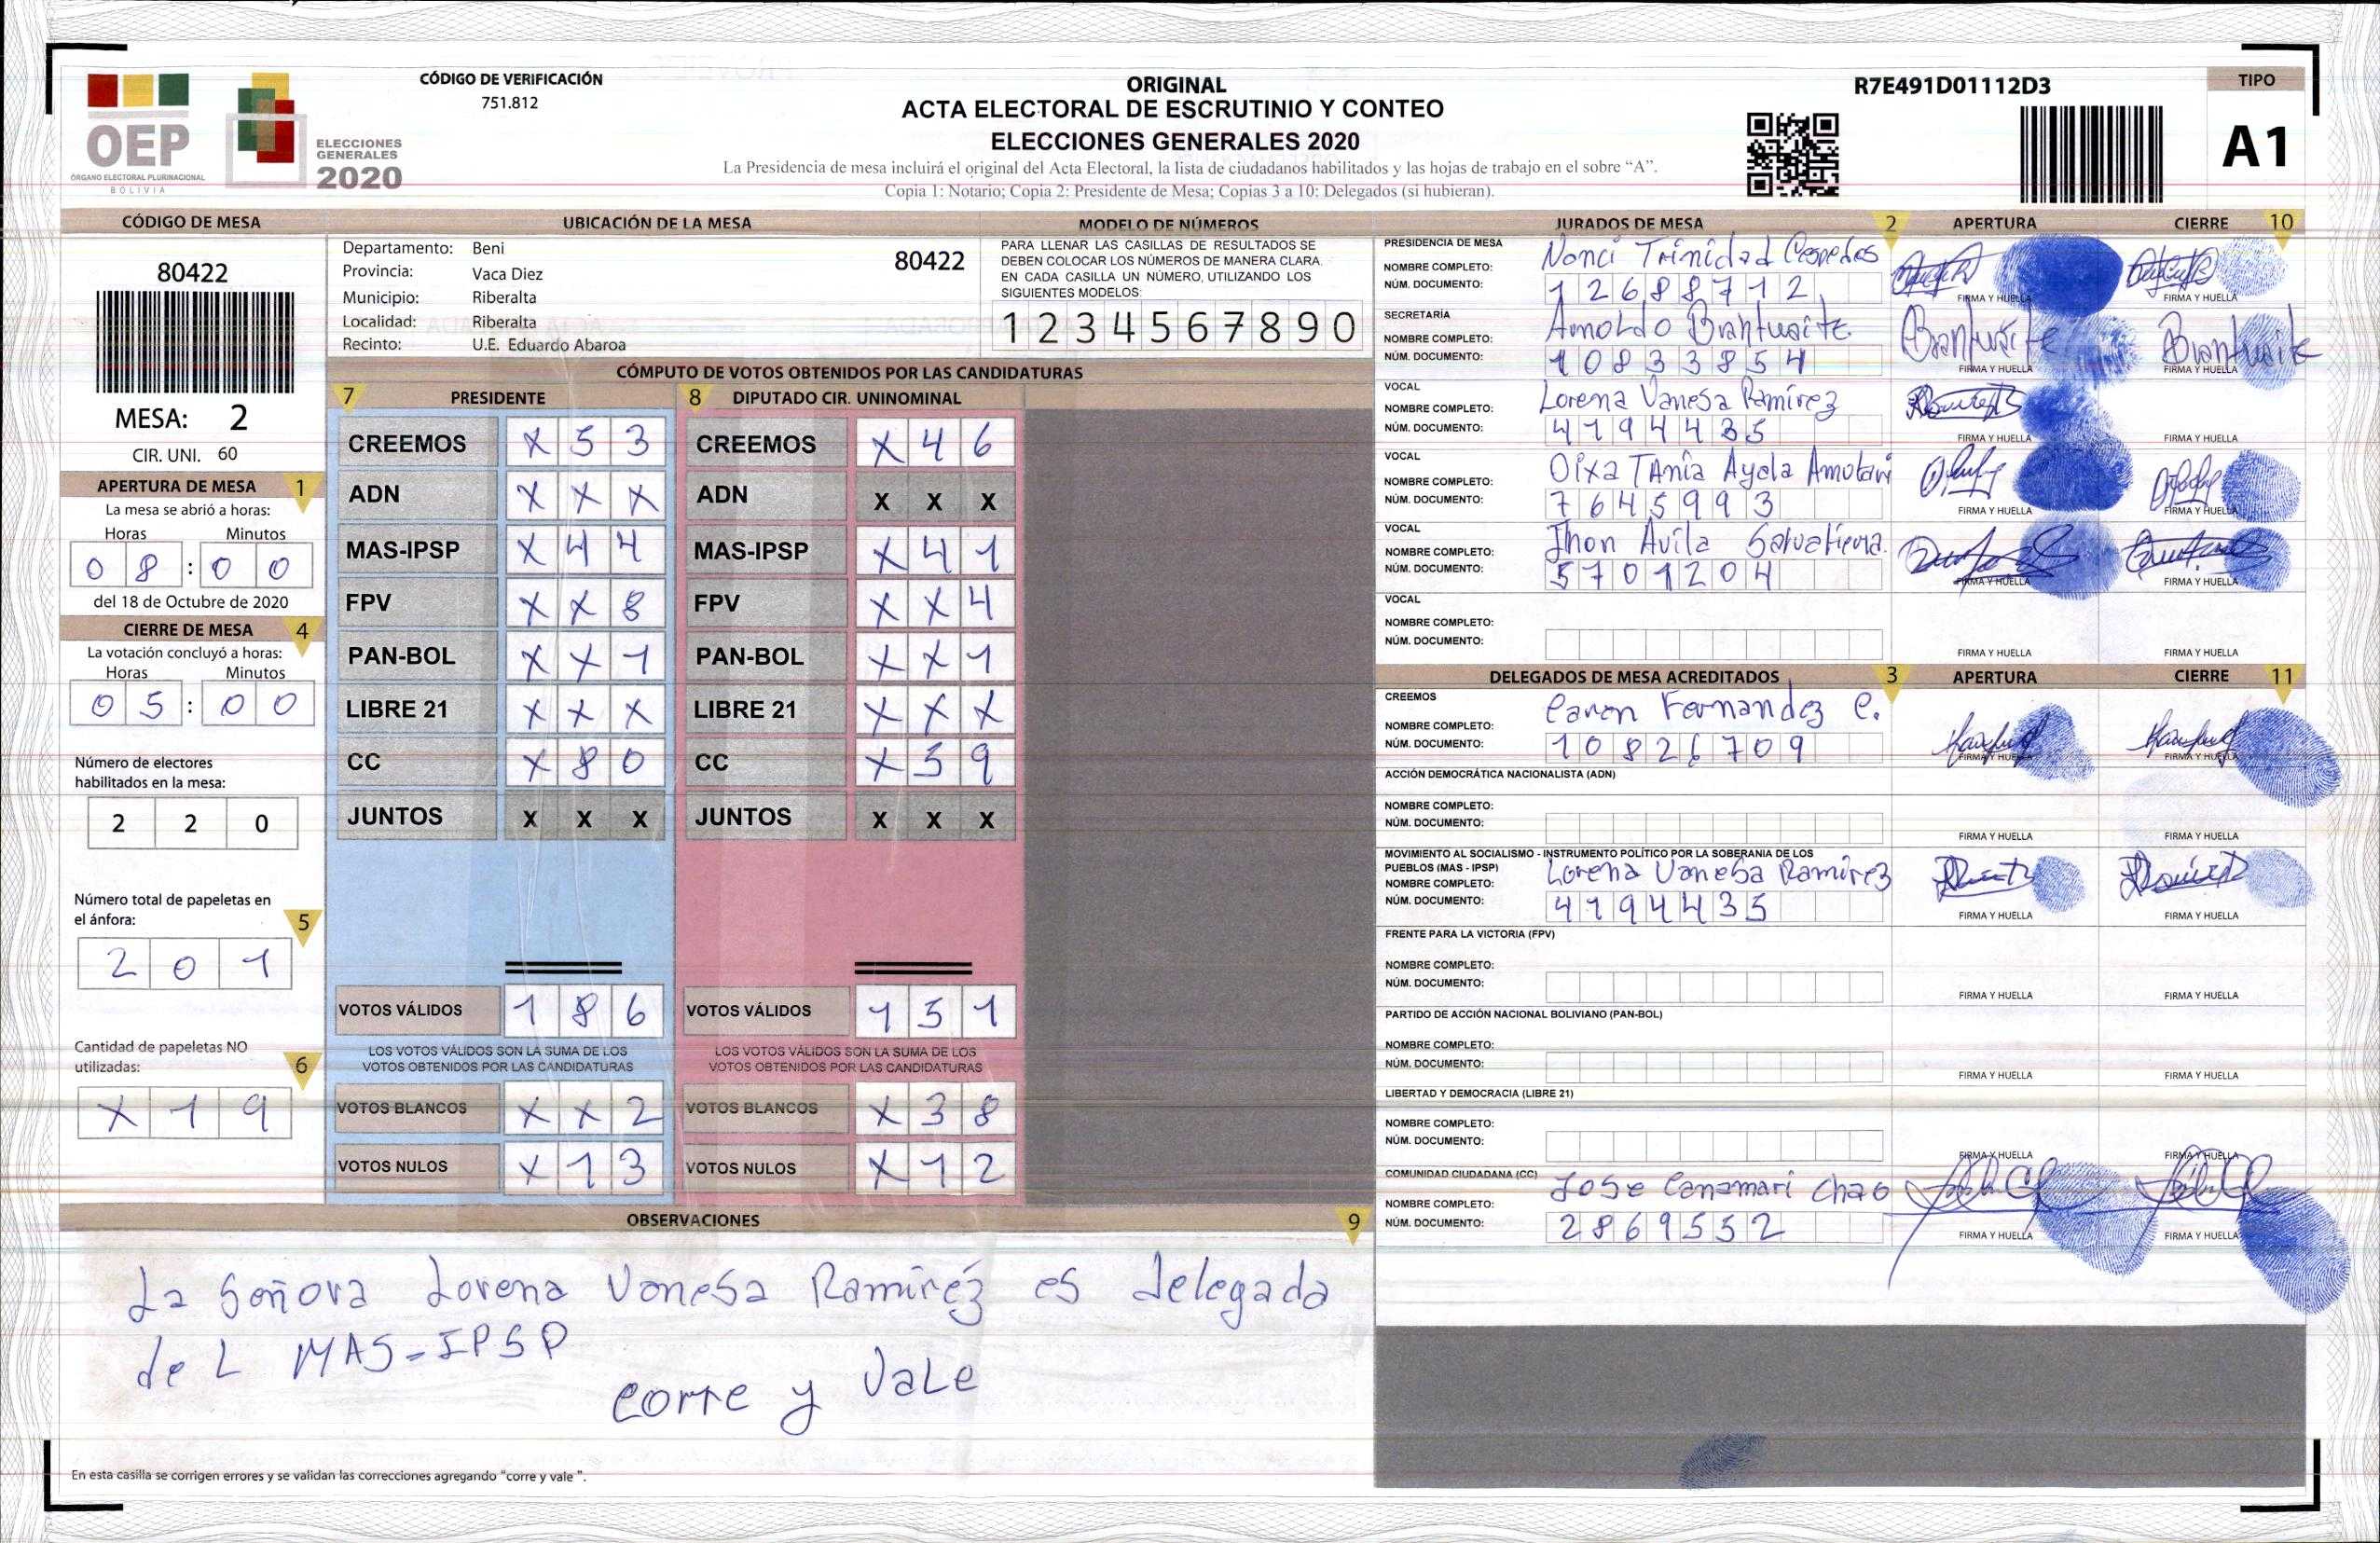 CÓDIGO DE VERIFICACIÓN
751.812
OEP
ÓRGANO ELECTORAL PLURINACIONAL
BOLIVIA
ELECCIONES
GENERALES
2020
ORIGINAL
ACTA ELECTORAL DE ESCRUTINIO Y CONTEO
ELECCIONES GENERALES 2020
La Presidencia de mesa incluirá el original del Acta Electoral, la lista de ciudadanos habilitados y las hojas de trabajo en el sobre “A”.
Copia 1: Notario; Copia 2: Presidente de Mesa; Copias 3 a 10: Delegados (si hubieran).
R7E491D01112D3
TIPO
A1
CÓDIGO DE MESA
80422
MESA: 2
CIR. UNI. 60
APERTURA DE MESA 1
La mesa se abrió a horas:
Horas Minutos
0 8 : 0 0
del 18 de Octubre de 2020
CIERRE DE MESA 4
La votación concluyó a horas:
Horas Minutos
0 5 : 0 0
Número de electores
habilitados en la mesa:
2 2 0
Número total de papeletas en
el ánfora: 5
2 0 1
Cantidad de papeletas NO
utilizadas: 6
X 1 9
UBICACIÓN DE LA MESA
Departamento: Beni
80422
Provincia: Vaca Diez
Municipio: Riberalta
Localidad: Riberalta
Recinto: U.E. Eduardo Abaroa
MODELO DE NÚMEROS
PARA LLENAR LAS CASILLAS DE RESULTADOS SE
DEBEN COLOCAR LOS NÚMEROS DE MANERA CLARA.
EN CADA CASILLA UN NÚMERO, UTILIZANDO LOS
SIGUIENTES MODELOS:
1 2 3 4 5 6 7 8 9 0
CÓMPUTO DE VOTOS OBTENIDOS POR LAS CANDIDATURAS
7 PRESIDENTE
CREEMOS X 5 3
ADN X X X
MAS-IPSP X 4 4
FPV X X 8
PAN-BOL X X 1
LIBRE 21 X X X
CC X 8 0
JUNTOS X X X
VOTOS VÁLIDOS 1 8 6
LOS VOTOS VÁLIDOS SON LA SUMA DE LOS
VOTOS OBTENIDOS POR LAS CANDIDATURAS
VOTOS BLANCOS X X 2
VOTOS NULOS X 1 3
8 DIPUTADO CIR. UNINOMINAL
CREEMOS X 4 6
ADN X X X
MAS-IPSP X 4 1
FPV X X 4
PAN-BOL X X 1
LIBRE 21 X X X
CC X 5 9
JUNTOS X X X
VOTOS VÁLIDOS 1 5 1
LOS VOTOS VÁLIDOS SON LA SUMA DE LOS
VOTOS OBTENIDOS POR LAS CANDIDATURAS
VOTOS BLANCOS X 3 8
VOTOS NULOS X 1 2
OBSERVACIONES 9
La Señora Lorena Vanesa Ramírez es delegada
deL MAS-IPSP
corre y vaLe
En esta casilla se corrigen errores y se validan las correcciones agregando “corre y vale ”.
JURADOS DE MESA 2 APERTURA CIERRE 10
PRESIDENCIA DE MESA
NOMBRE COMPLETO: Nanci Trinidad Cespedes
NÚM. DOCUMENTO: 12688712
FIRMA Y HUELLA FIRMA Y HUELLA
SECRETARÍA
NOMBRE COMPLETO: Arnoldo
NÚM. DOCUMENTO: 10833854
FIRMA Y HUELLA FIRMA Y HUELLA
VOCAL
NOMBRE COMPLETO: Lorena Vanesa Ramírez
NÚM. DOCUMENTO: 4194435
FIRMA Y HUELLA FIRMA Y HUELLA
VOCAL
NOMBRE COMPLETO: Dixa TAnia Ayala
NÚM. DOCUMENTO: 7645993
FIRMA Y HUELLA FIRMA Y HUELLA
VOCAL
NOMBRE COMPLETO: Jhon Avila Salvatierra.
NÚM. DOCUMENTO: 5701204
FIRMA Y HUELLA FIRMA Y HUELLA
VOCAL
NOMBRE COMPLETO:
NÚM. DOCUMENTO:
FIRMA Y HUELLA FIRMA Y HUELLA
DELEGADOS DE MESA ACREDITADOS 3 APERTURA CIERRE 11
CREEMOS
NOMBRE COMPLETO: Caren Fernandez C.
NÚM. DOCUMENTO: 10826709
FIRMA Y HUELLA FIRMA Y HUELLA
ACCIÓN DEMOCRÁTICA NACIONALISTA (ADN)
NOMBRE COMPLETO:
NÚM. DOCUMENTO:
FIRMA Y HUELLA FIRMA Y HUELLA
MOVIMIENTO AL SOCIALISMO - INSTRUMENTO POLÍTICO POR LA SOBERANIA DE LOS
PUEBLOS (MAS - IPSP)
NOMBRE COMPLETO: Lorena Vanesa Ramírez
NÚM. DOCUMENTO: 4194435
FIRMA Y HUELLA FIRMA Y HUELLA
FRENTE PARA LA VICTORIA (FPV)
NOMBRE COMPLETO:
NÚM. DOCUMENTO:
FIRMA Y HUELLA FIRMA Y HUELLA
PARTIDO DE ACCIÓN NACIONAL BOLIVIANO (PAN-BOL)
NOMBRE COMPLETO:
NÚM. DOCUMENTO:
FIRMA Y HUELLA FIRMA Y HUELLA
LIBERTAD Y DEMOCRACIA (LIBRE 21)
NOMBRE COMPLETO:
NÚM. DOCUMENTO:
FIRMA Y HUELLA FIRMA Y HUELLA
COMUNIDAD CIUDADANA (CC)
NOMBRE COMPLETO: Jose Canamari Chao
NÚM. DOCUMENTO: 2869552
FIRMA Y HUELLA FIRMA Y HUELLA